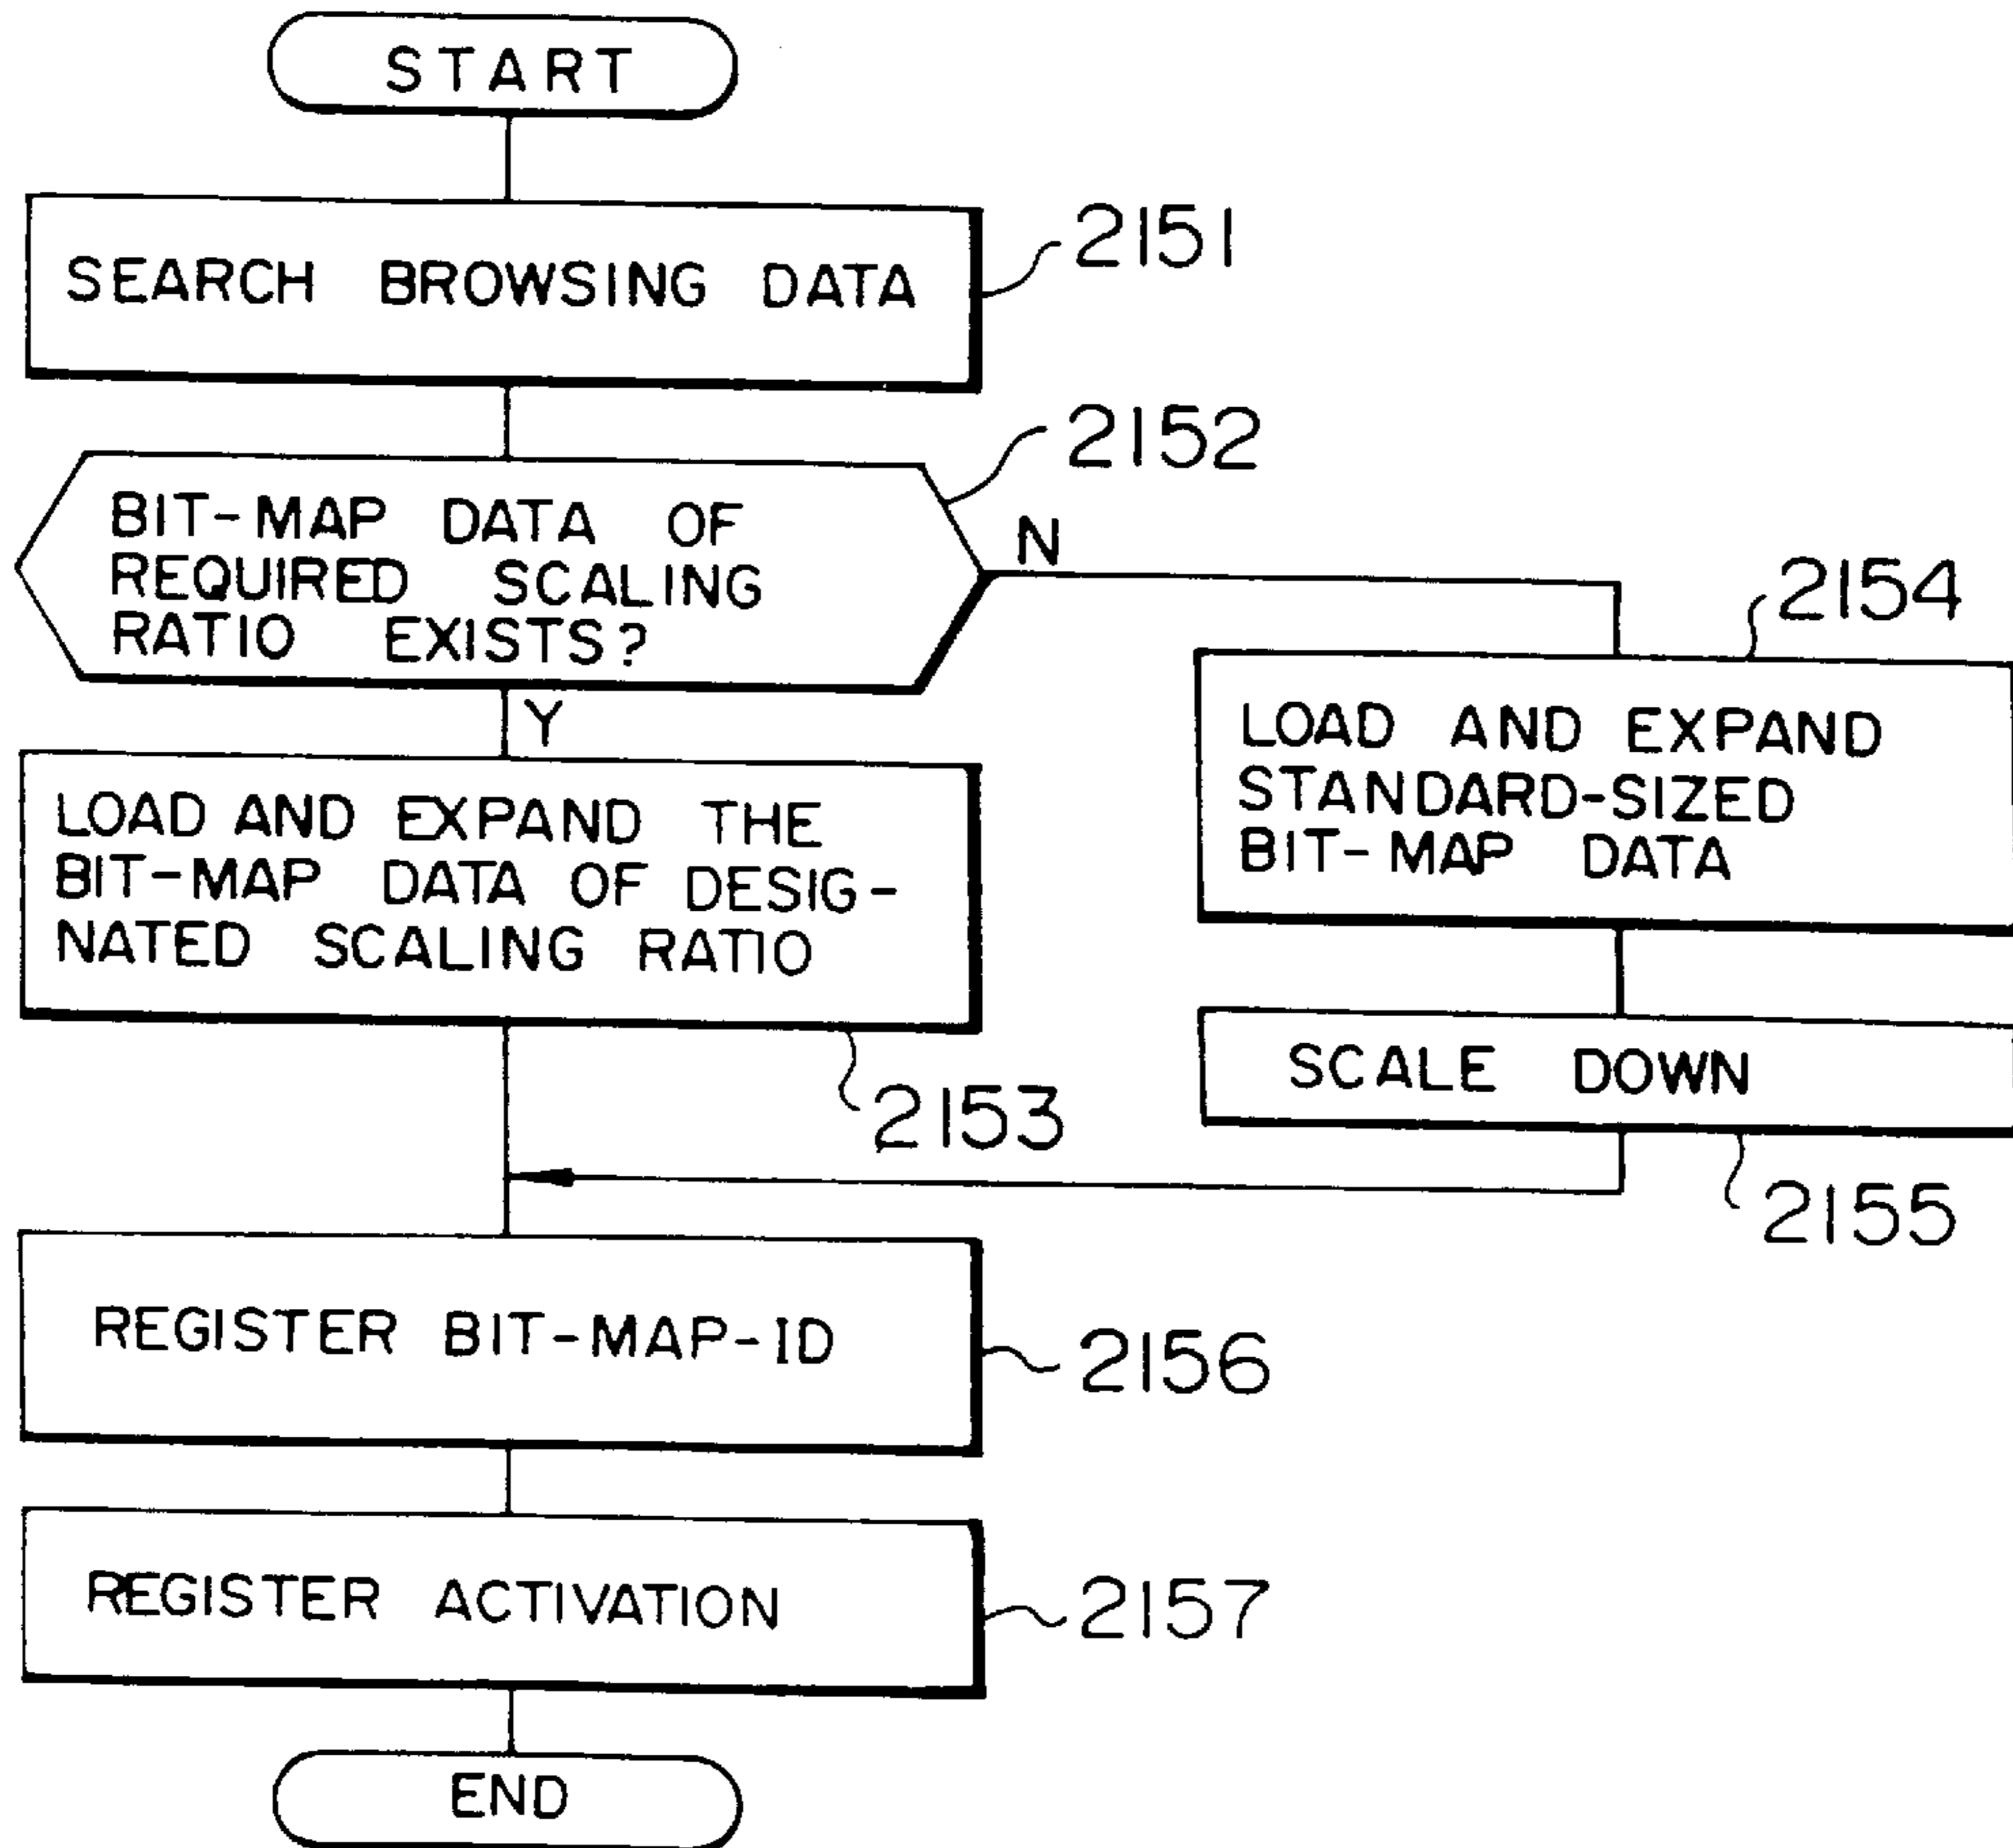 START
SEARCH BROWSING DATA
2151
2152
BIT-MAP DATA OF
REQUIRED SCALING
RATIO EXISTS?
N
Y
2154
LOAD AND EXPAND
STANDARD-SIZED
BIT-MAP DATA
LOAD AND EXPAND THE
BIT-MAP DATA OF DESIG-
NATED SCALING RATIO
2153
SCALE DOWN
2155
REGISTER BIT-MAP-ID
2156
REGISTER ACTIVATION
2157
END